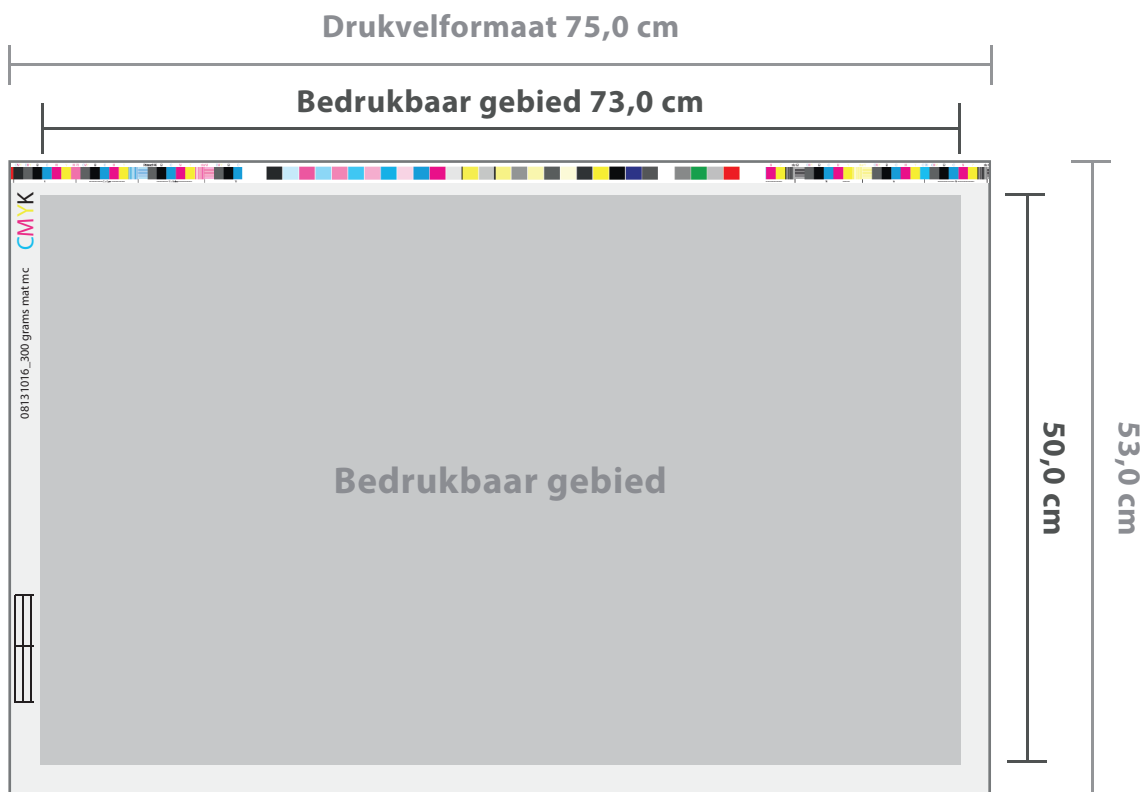 Drukvelformaat 75,0 cm
Bedrukbaar gebied 73,0 cm
CMYK
08131016_300 grams mat mc
Bedrukbaar gebied
50,0 cm
53,0 cm